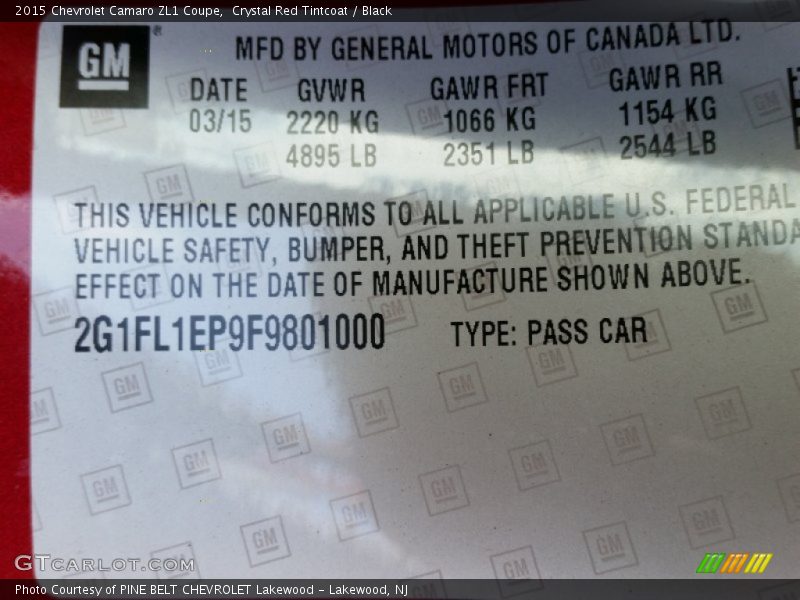 2015 Chevrolet Camaro ZL1 Coupe, Crystal Red Tintcoat / Black
GM
MFD BY GENERAL MOTORS OF CANADA LTD.
DATE GVWR GAWR FRT GAWR RR
03/15 2220 KG 1066 KG 1154 KG
4895 LB 2351 LB 2544 LB
THIS VEHICLE CONFORMS TO ALL APPLICABLE U.S. FEDERAL
VEHICLE SAFETY, BUMPER, AND THEFT PREVENTION STANDA
EFFECT ON THE DATE OF MANUFACTURE SHOWN ABOVE.
2G1FL1EP9F9801000 TYPE: PASS CAR
GTcarlot.com
Photo Courtesy of PINE BELT CHEVROLET Lakewood - Lakewood, NJ